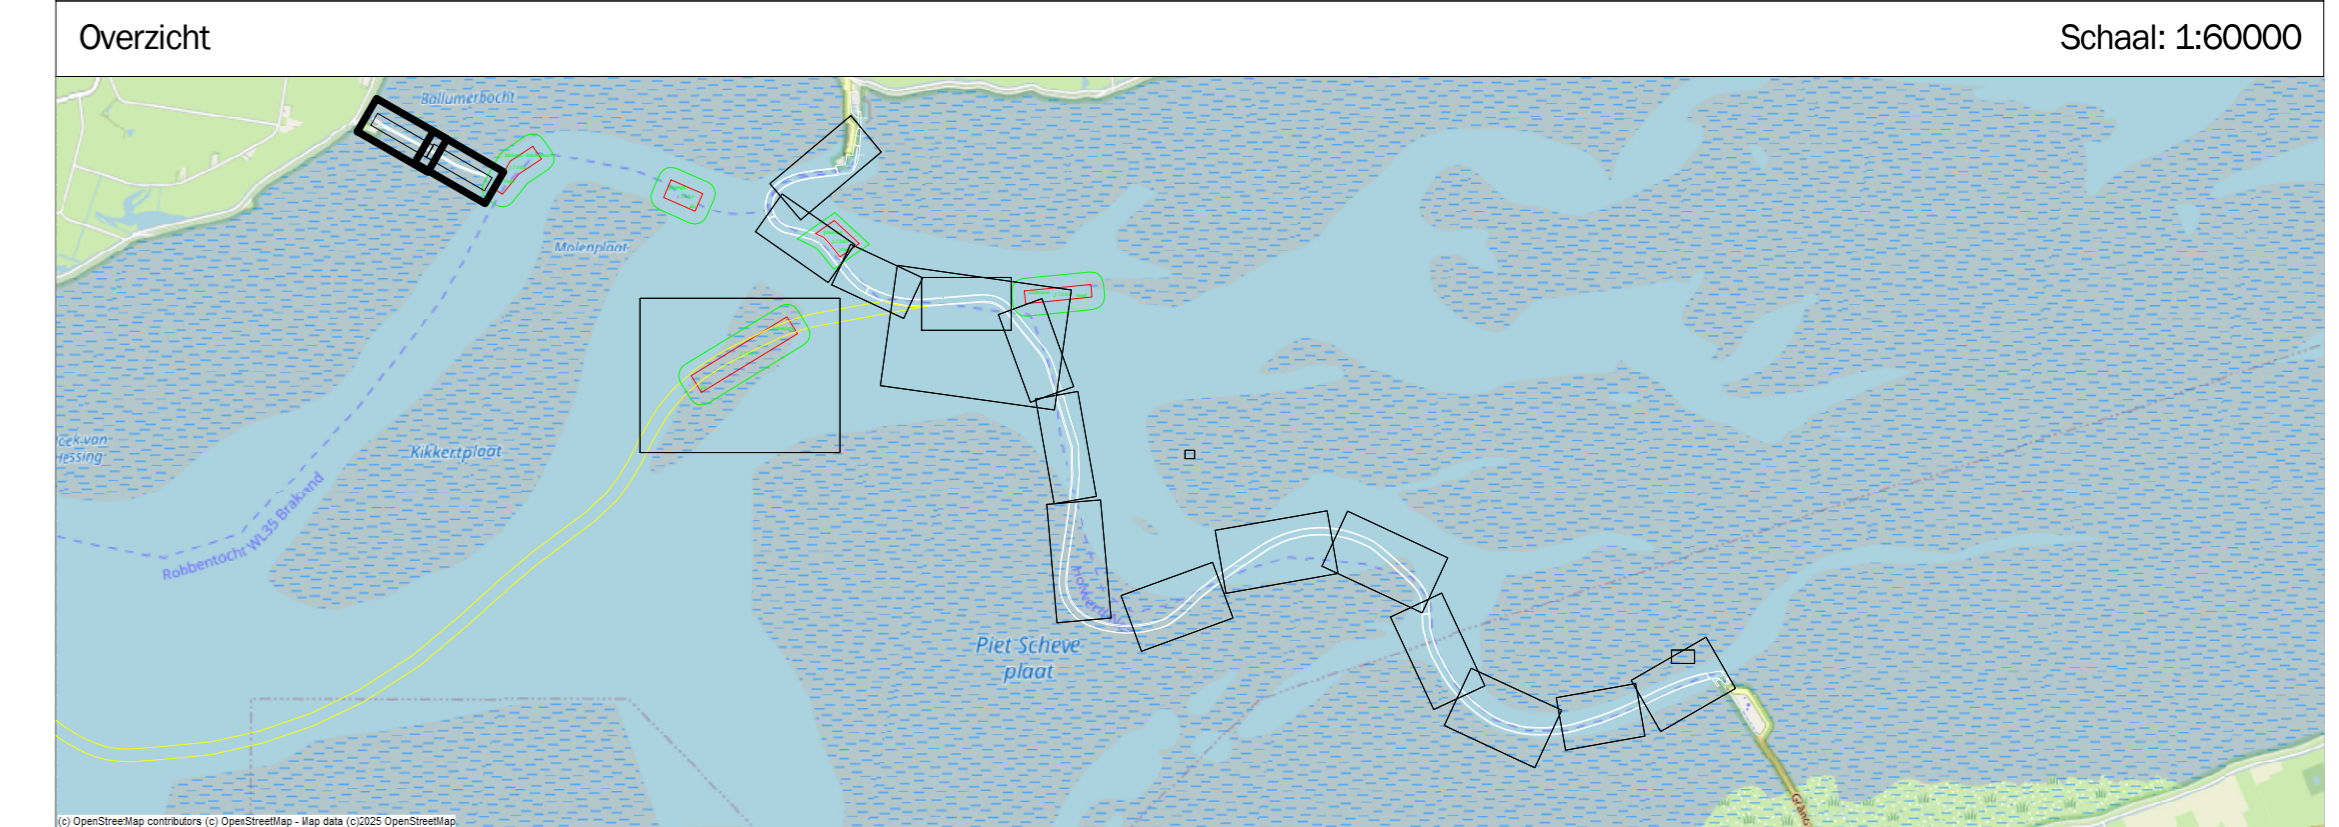 Overzicht
Schaal: 1:60000
Ballumerbocht
Molenplaat
Kikkertplaat
Robbentocht WL35 Brakzand
Piet Scheve
plaat
(c) OpenStreetMap contributors (c) OpenStreetMap - Map data (c)2025 OpenStreetMap